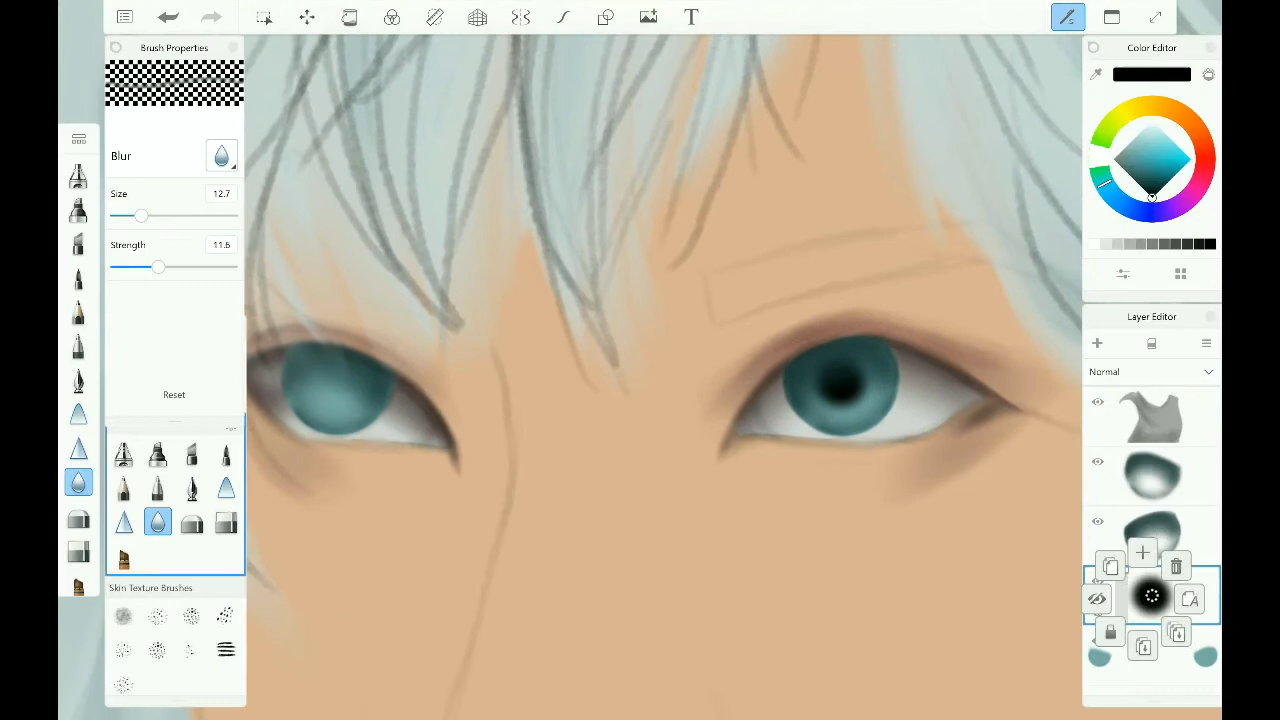 T
Brush Properties
Blur
Size
12.7
Strength
11.6
Reset
Skin Texture Brushes
Color Editor
Layer Editor
Normal
A